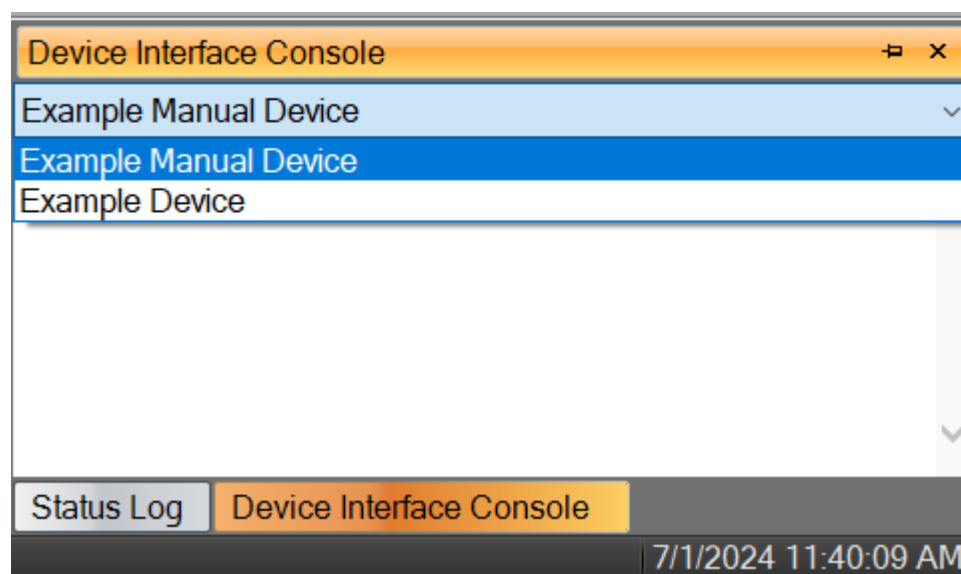 Device Interface Console
Example Manual Device
Example Manual Device
Example Device
Status Log Device Interface Console
7/1/2024 11:40:09 AM